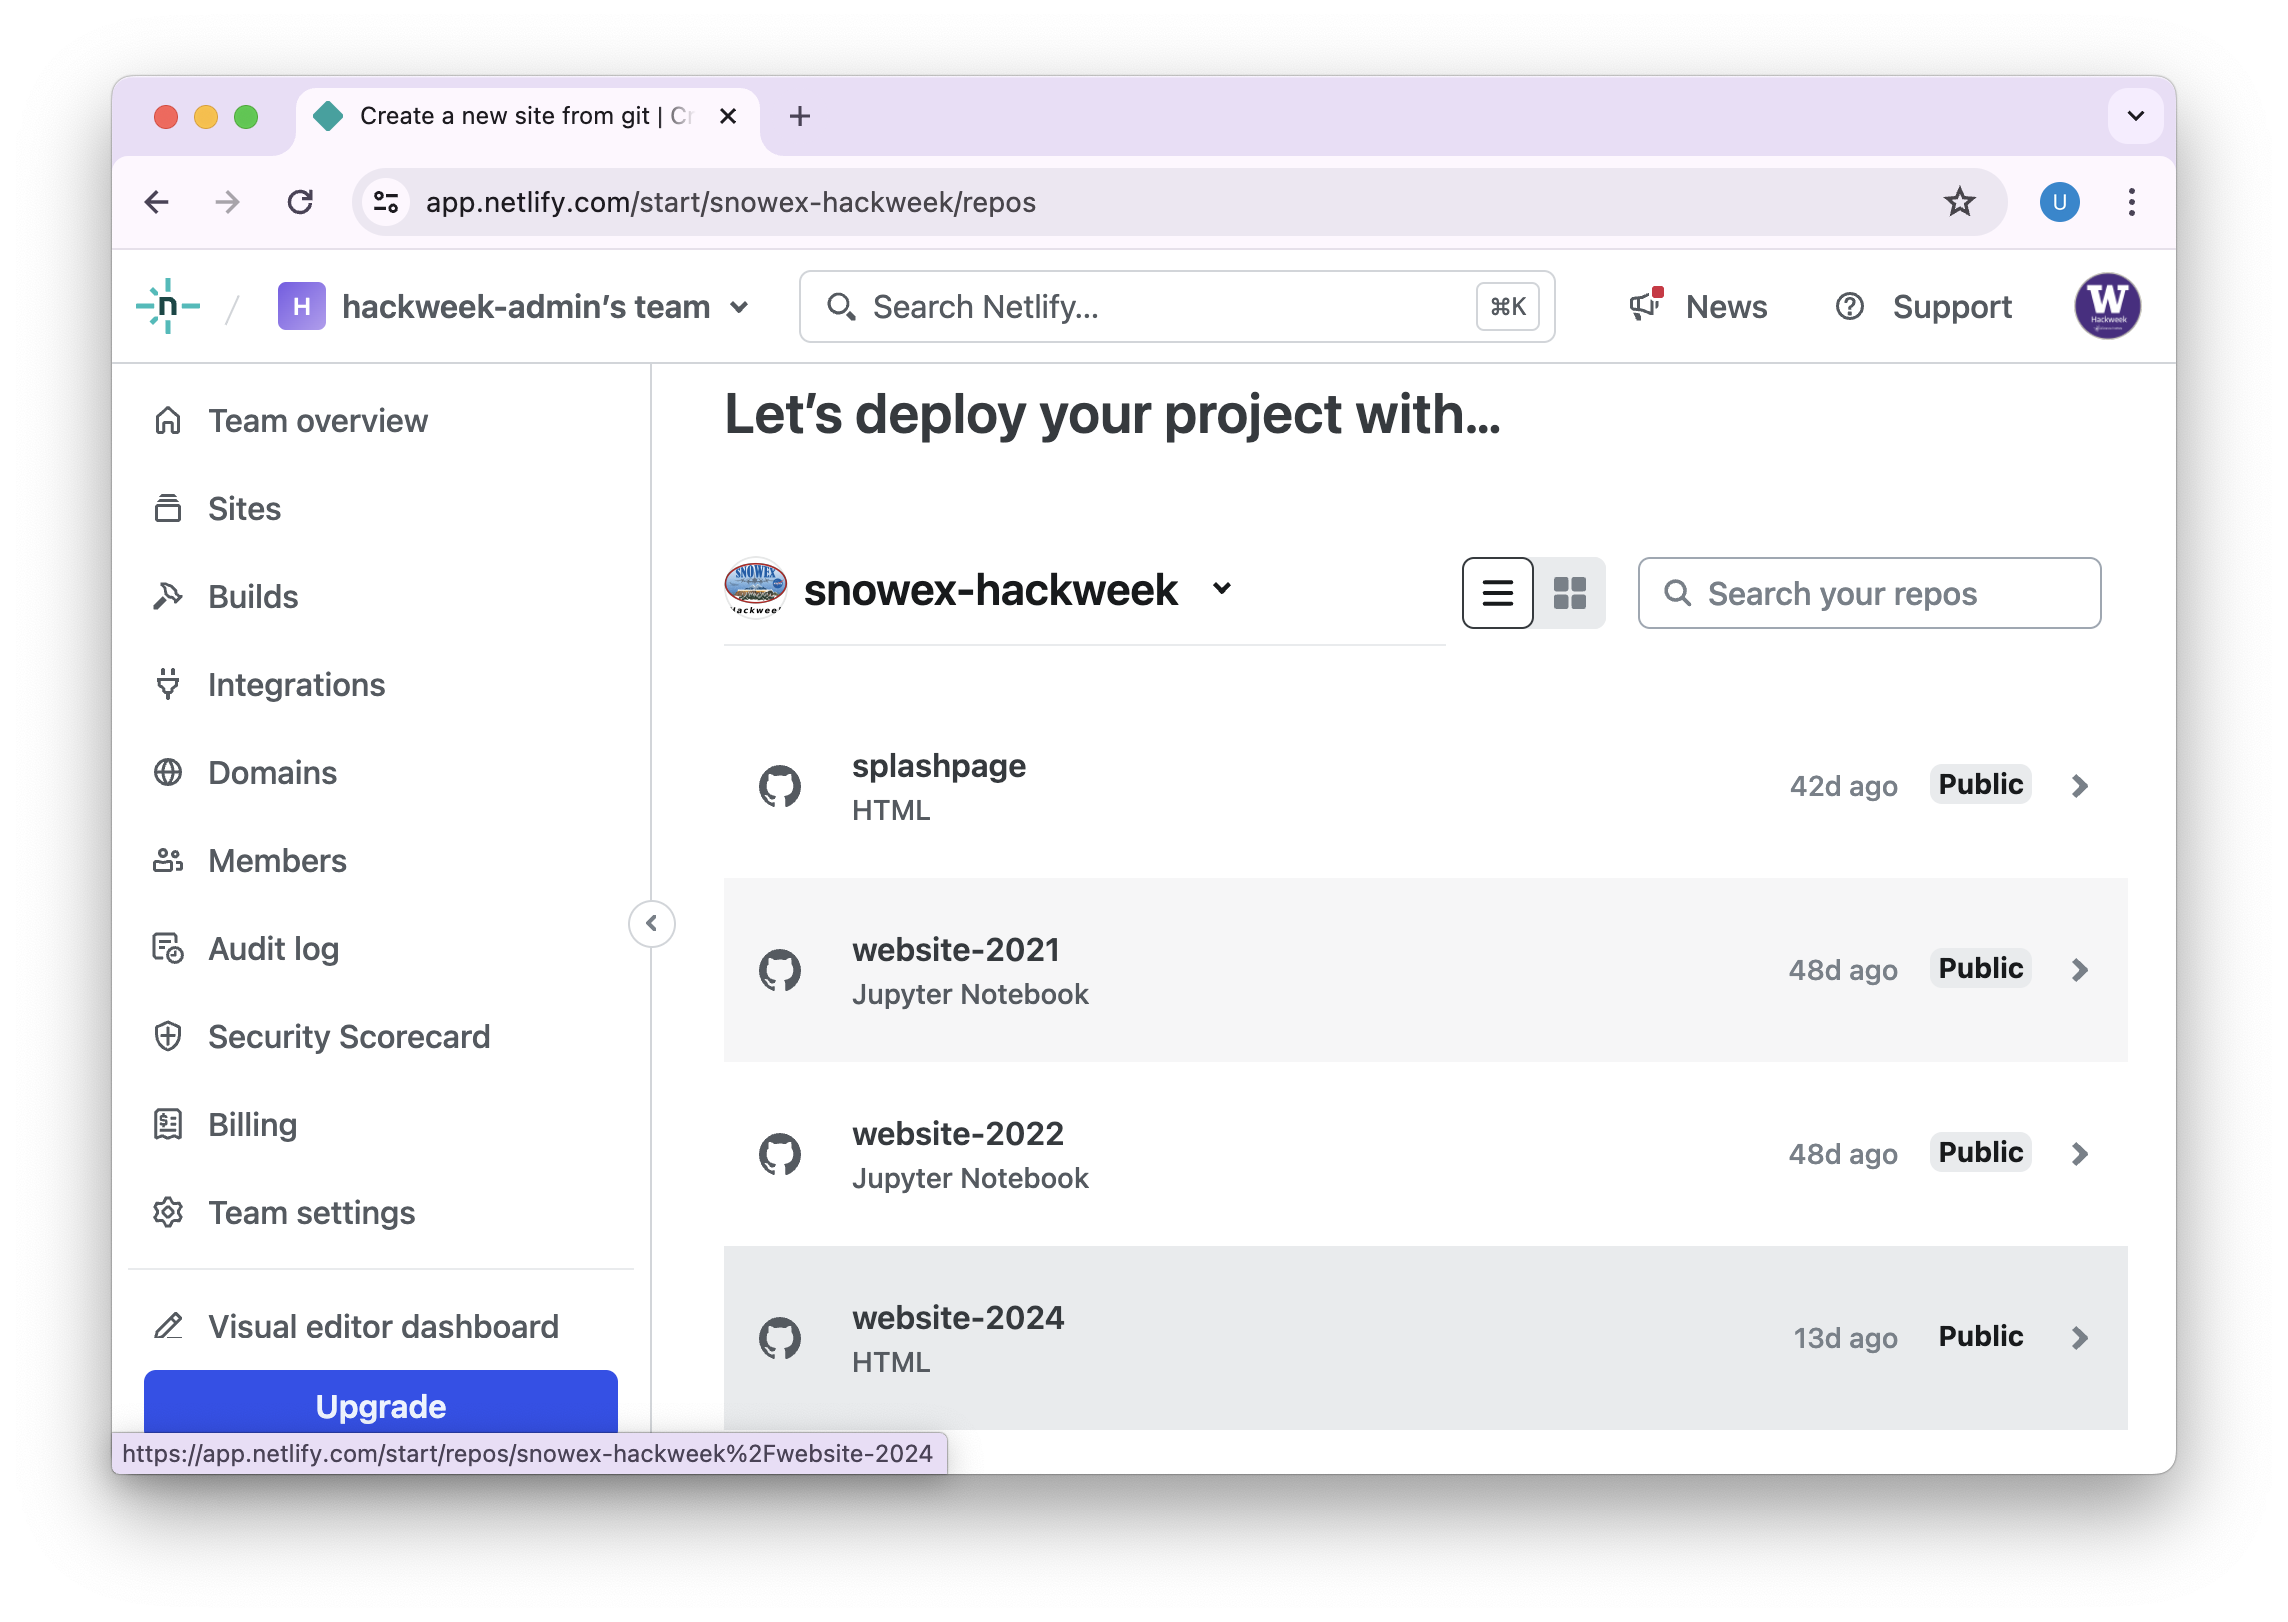 Create a new site from git | Cr
app.netlify.com/start/snowex-hackweek/repos
U
n
/
H
hackweek-admin’s team
Search Netlify...
⌘K
News
Support
W
Hackweek
Team overview
Sites
Builds
Integrations
Domains
Members
Audit log
Security Scorecard
Billing
Team settings
Visual editor dashboard
Upgrade
https://app.netlify.com/start/repos/snowex-hackweek%2Fwebsite-2024
Let’s deploy your project with...
SNOWEX
Hackweek
snowex-hackweek
Search your repos
splashpage
HTML
42d ago
Public
website-2021
Jupyter Notebook
48d ago
Public
website-2022
Jupyter Notebook
48d ago
Public
website-2024
HTML
13d ago
Public